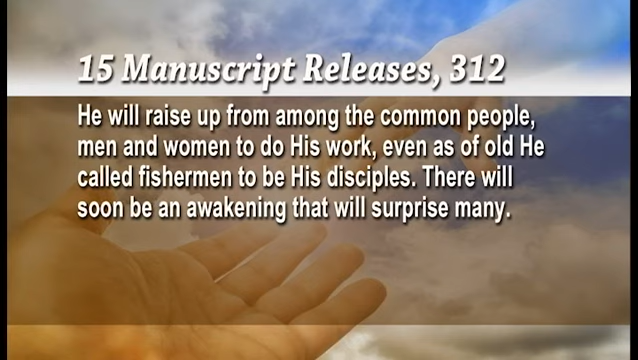 15 Manuscript Releases, 312
He will raise up from among the common people,
men and women to do His work, even as of old He
called fishermen to be His disciples. There will
soon be an awakening that will surprise many.